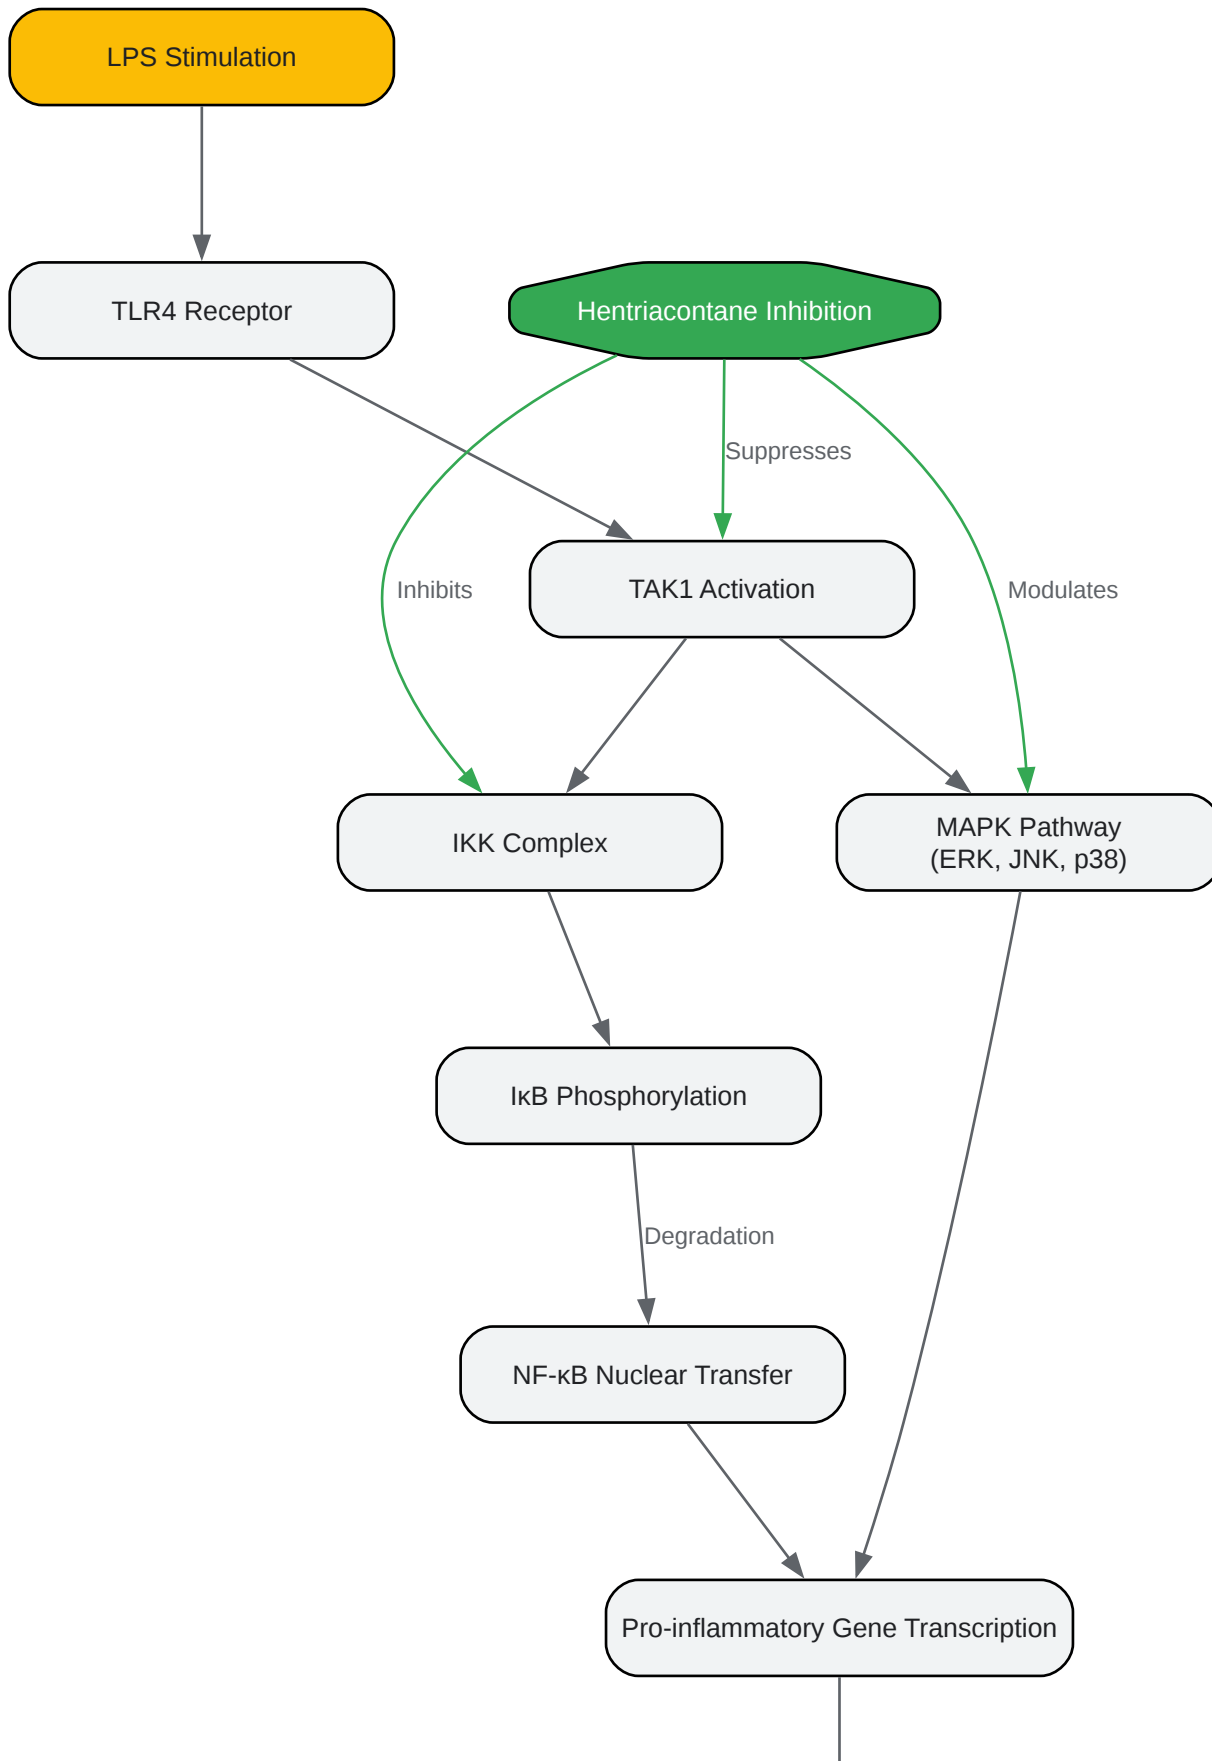 LPS Stimulation
TLR4 Receptor
Hentriacontane Inhibition
Suppresses
Inhibits
TAK1 Activation
Modulates
IKK Complex
MAPK Pathway
(ERK, JNK, p38)
IκB Phosphorylation
Degradation
NF-κB Nuclear Transfer
Pro-inflammatory Gene Transcription